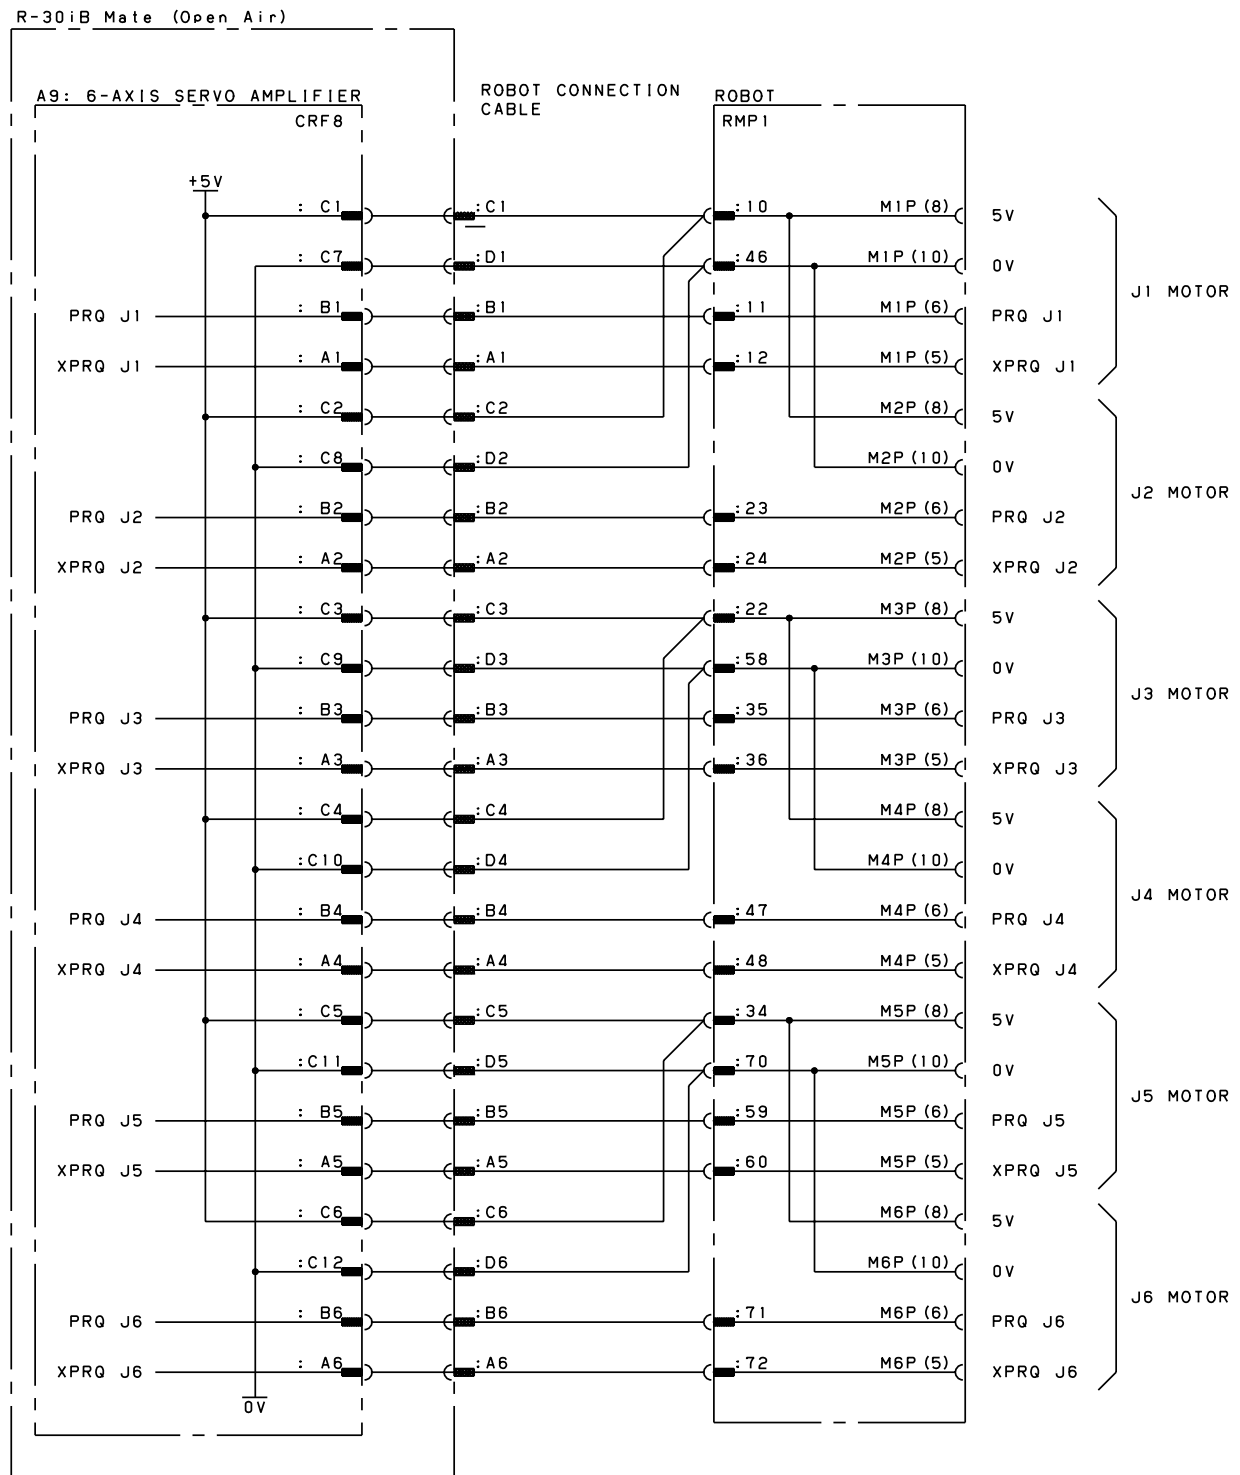 R-30iB Mate (Open Air)
A9: 6-AXIS SERVO AMPLIFIER
CRF8
ROBOT CONNECTION
CABLE
ROBOT
RMP1
+5V
: C1 :C1 :10 M1P(8) 5V
: C7 :D1 :46 M1P(10) 0V
J1 MOTOR
PRQ J1 : B1 :B1 :11 M1P(6) PRQ J1
XPRQ J1 : A1 :A1 :12 M1P(5) XPRQ J1
: C2 :C2 M2P(8) 5V
: C8 :D2 M2P(10) 0V
J2 MOTOR
PRQ J2 : B2 :B2 :23 M2P(6) PRQ J2
XPRQ J2 : A2 :A2 :24 M2P(5) XPRQ J2
: C3 :C3 :22 M3P(8) 5V
: C9 :D3 :58 M3P(10) 0V
J3 MOTOR
PRQ J3 : B3 :B3 :35 M3P(6) PRQ J3
XPRQ J3 : A3 :A3 :36 M3P(5) XPRQ J3
: C4 :C4 M4P(8) 5V
:C10 :D4 M4P(10) 0V
J4 MOTOR
PRQ J4 : B4 :B4 :47 M4P(6) PRQ J4
XPRQ J4 : A4 :A4 :48 M4P(5) XPRQ J4
: C5 :C5 :34 M5P(8) 5V
:C11 :D5 :70 M5P(10) 0V
J5 MOTOR
PRQ J5 : B5 :B5 :59 M5P(6) PRQ J5
XPRQ J5 : A5 :A5 :60 M5P(5) XPRQ J5
: C6 :C6 M6P(8) 5V
:C12 :D6 M6P(10) 0V
J6 MOTOR
PRQ J6 : B6 :B6 :71 M6P(6) PRQ J6
XPRQ J6 : A6 :A6 :72 M6P(5) XPRQ J6
0V